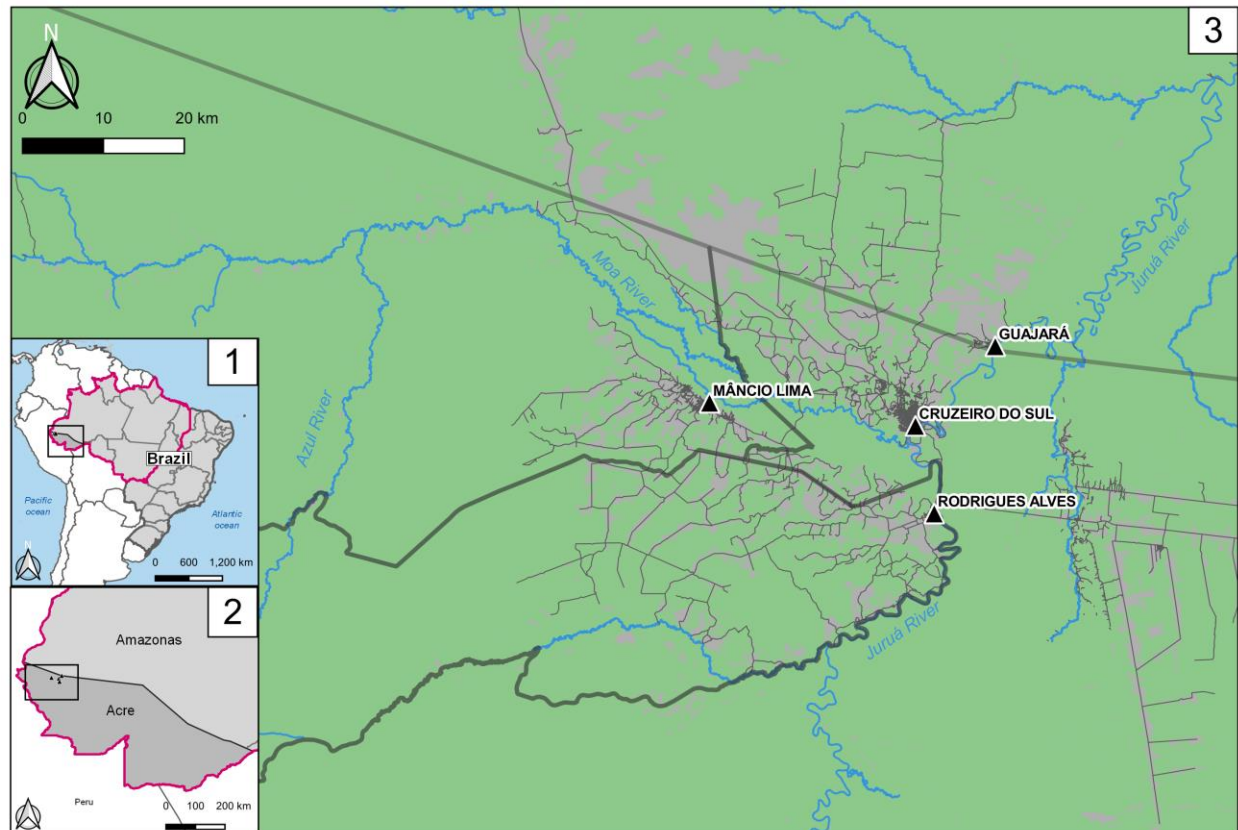 3
N
0 10 20 km
Juruá River
Moa River
GUAJARÁ
Azul River
MÂNCIO LIMA
CRUZEIRO DO SUL
RODRIGUES ALVES
Juruá River
1
Brazil
Pacific
ocean
Atlantic
ocean
N
0 600 1,200 km
2
Amazonas
Acre
Peru
0 100 200 km
N